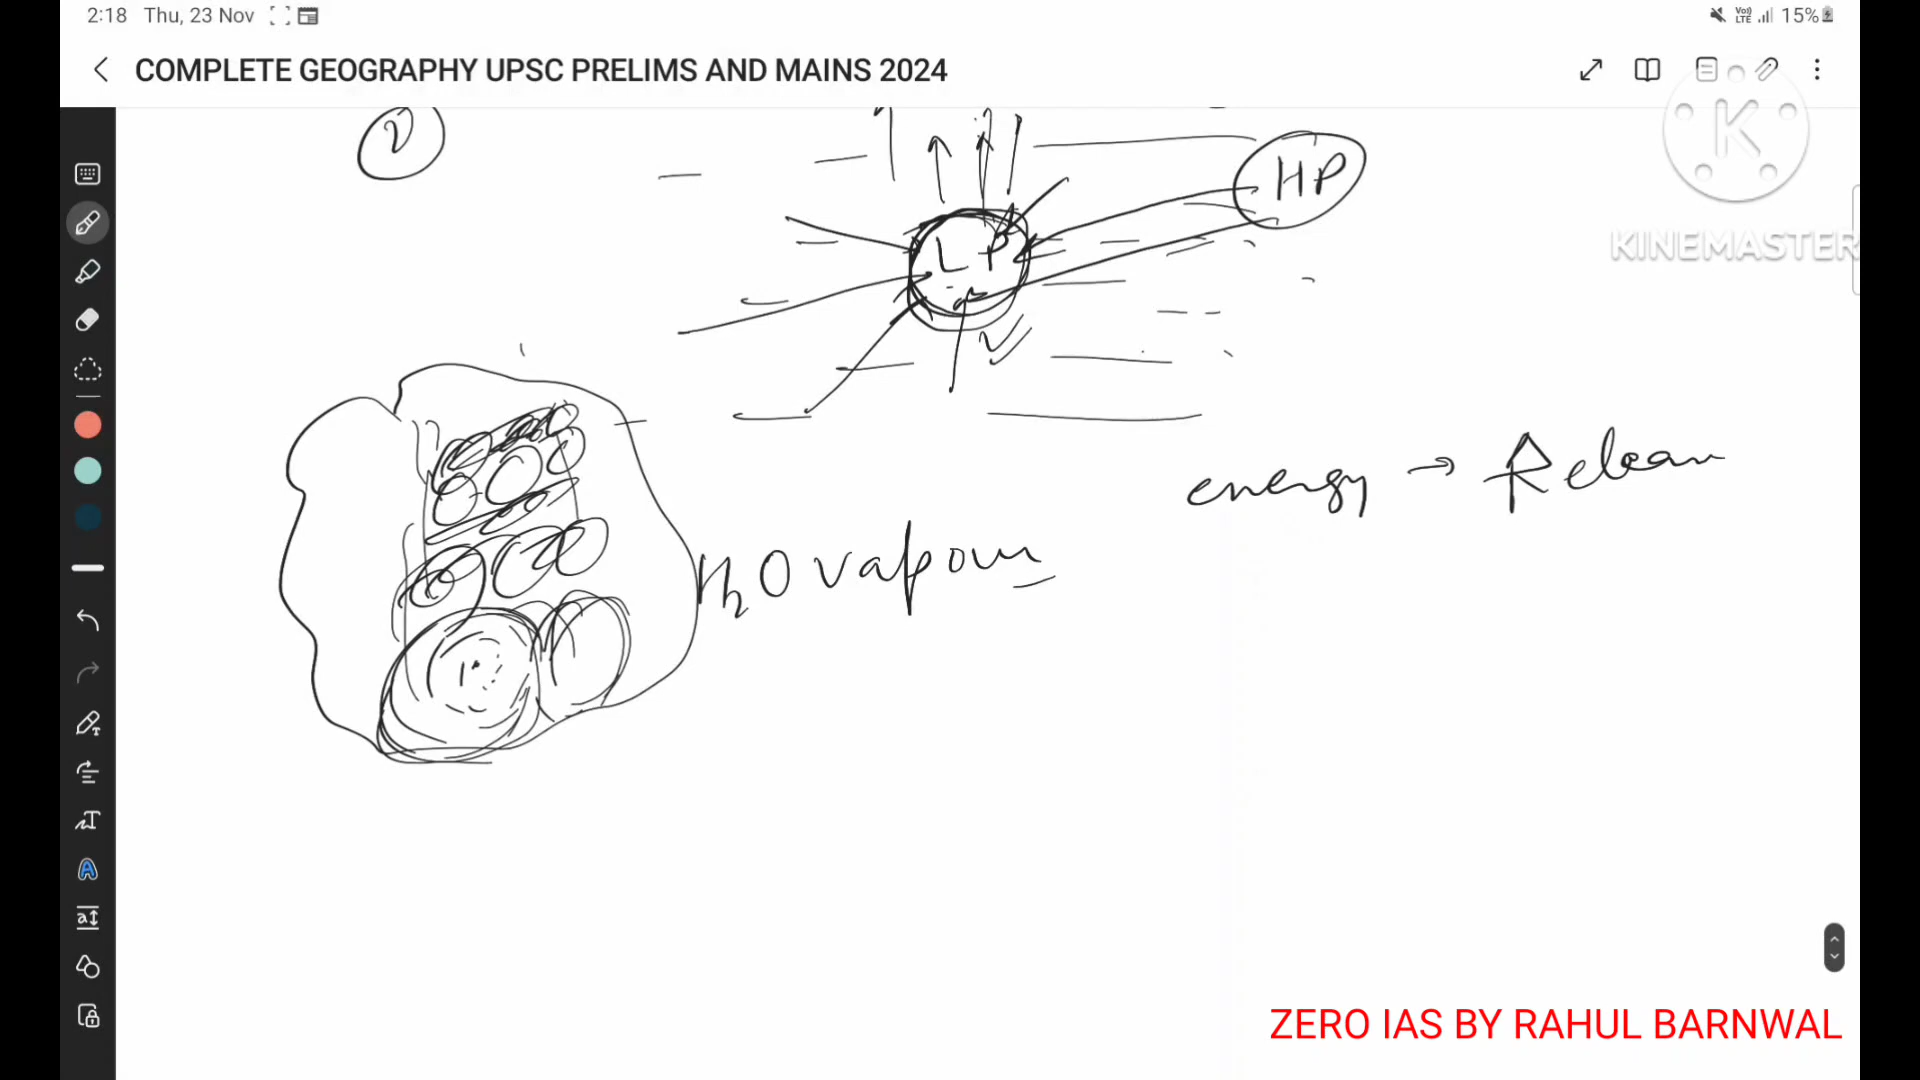 2:18 Thu, 23 Nov 15%
COMPLETE GEOGRAPHY UPSC PRELIMS AND MAINS 2024
K
KINEMASTER
HP
LP
energy → Release
H2O vapour
ZERO IAS BY RAHUL BARNWAL